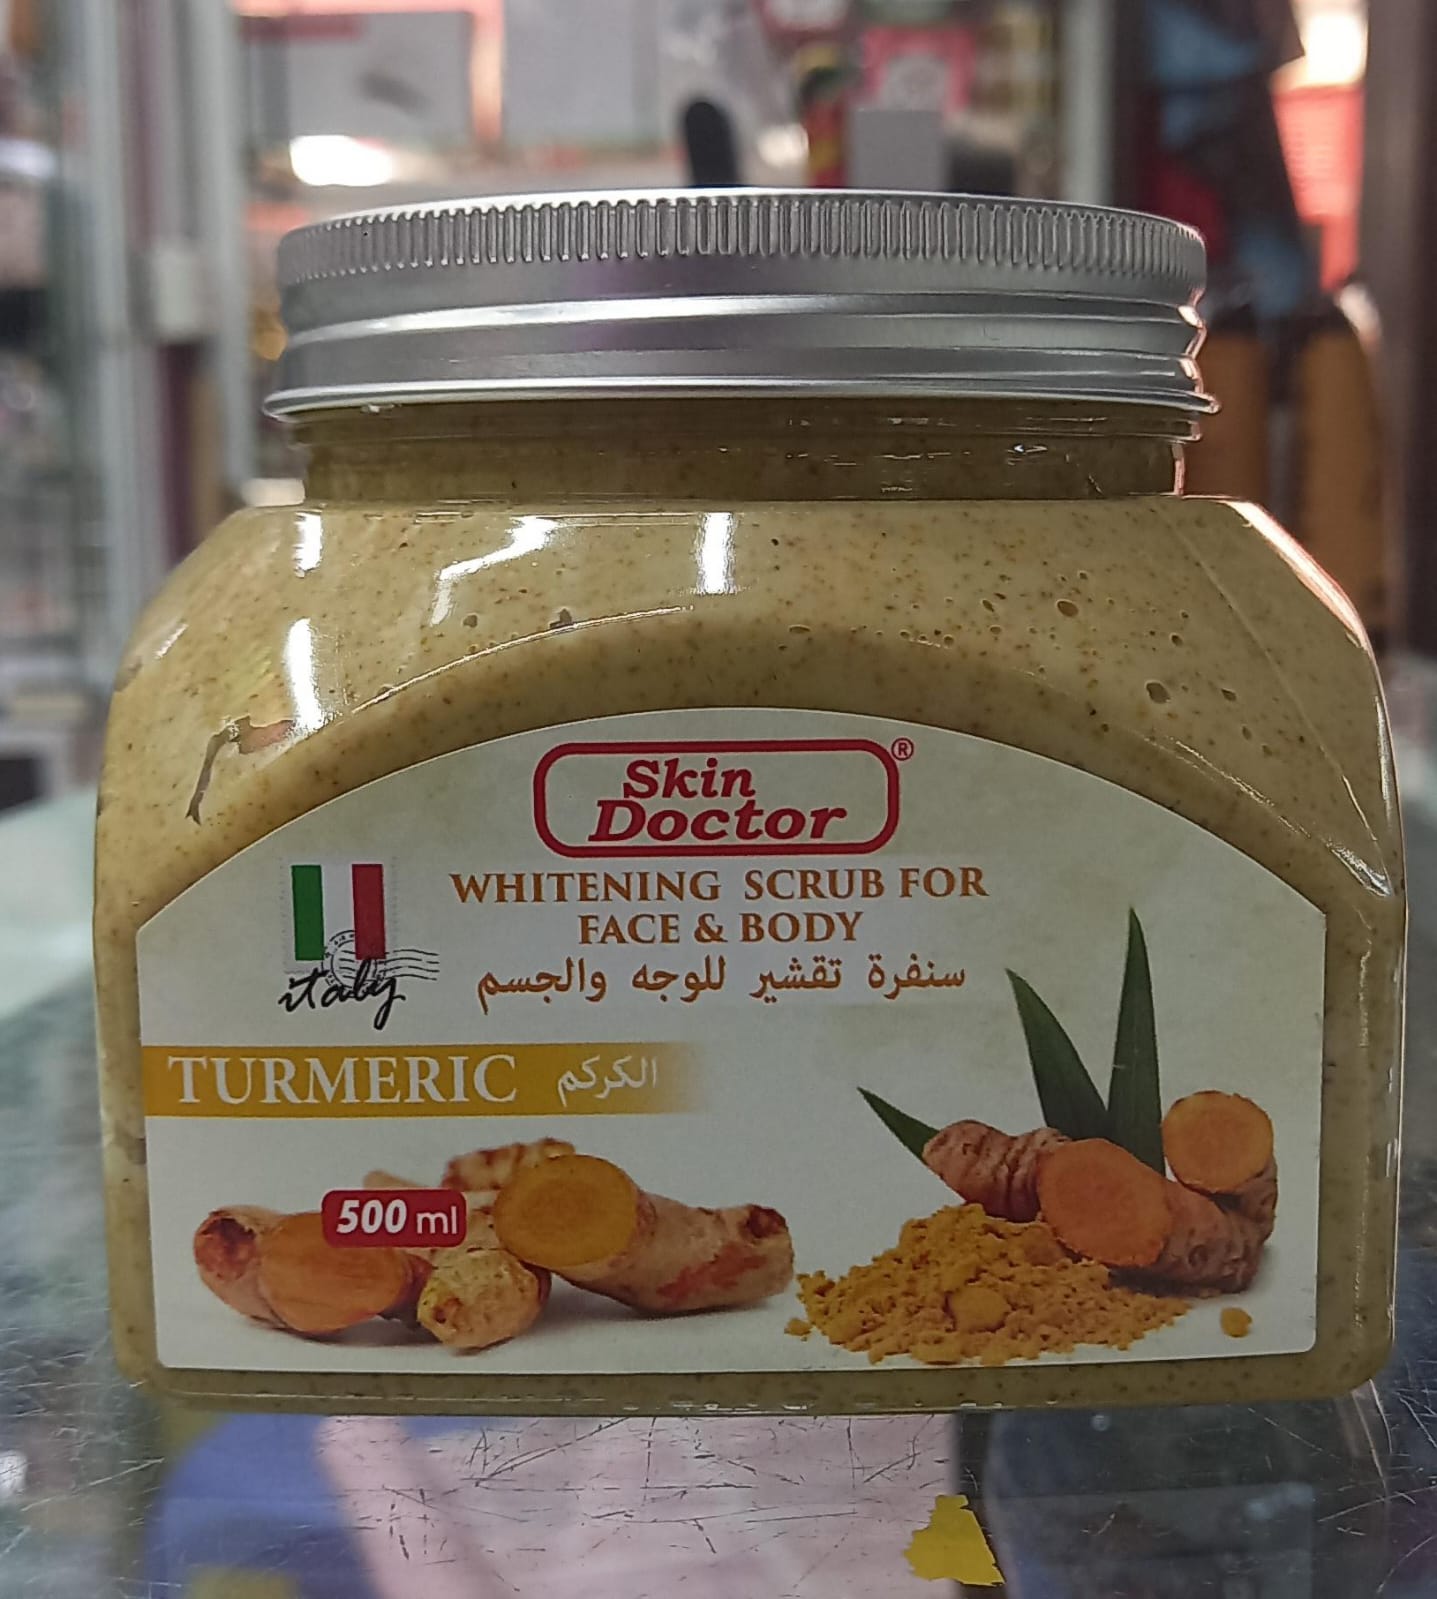 Skin
Doctor®
WHITENING SCRUB FOR
FACE & BODY
سنفرة تقشير للوجه والجسم
italy
TURMERIC الكركم
500 ml